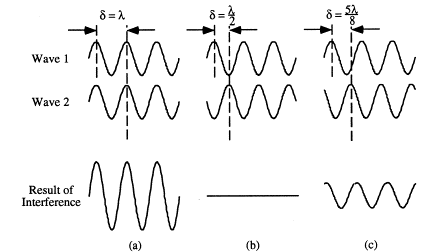 δ = λ
δ = λ/2
δ = 5λ/8
Wave 1
Wave 2
Result of
Interference
(a)
(b)
(c)